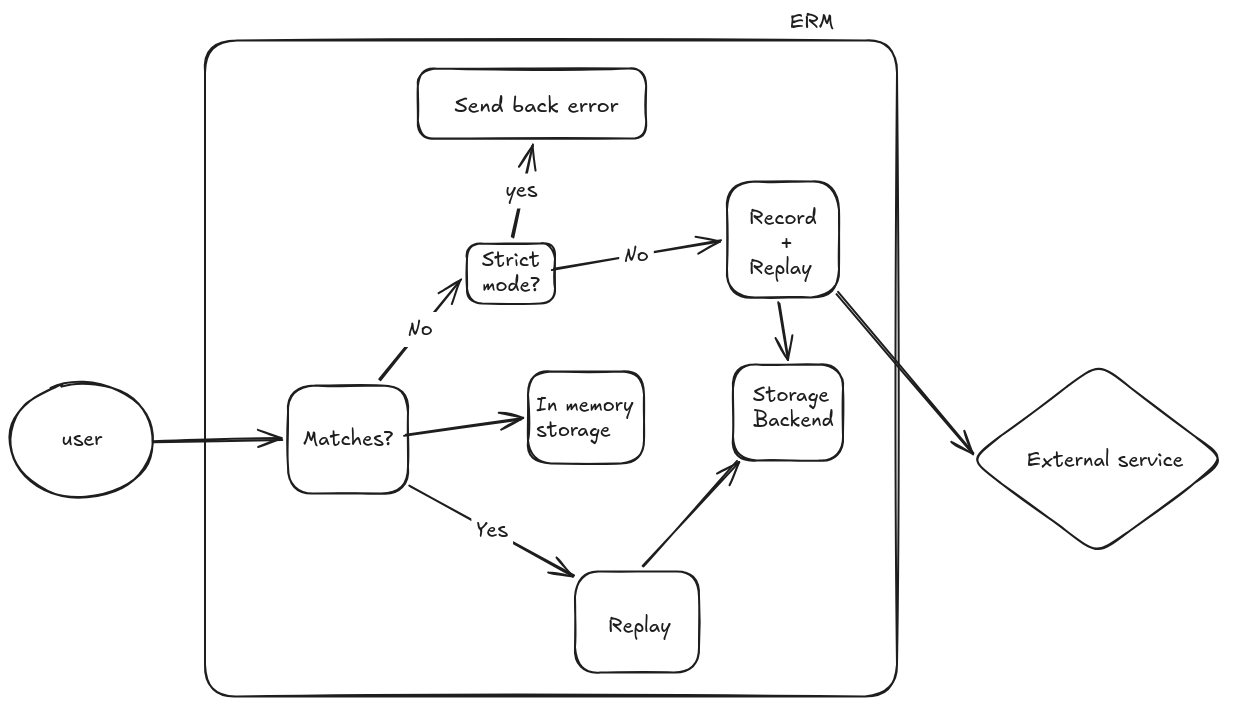 ERM
Send back error
yes
Record
+
Replay
Strict
mode?
No
No
In memory
storage
Storage
Backend
user
Matches?
External service
Yes
Replay